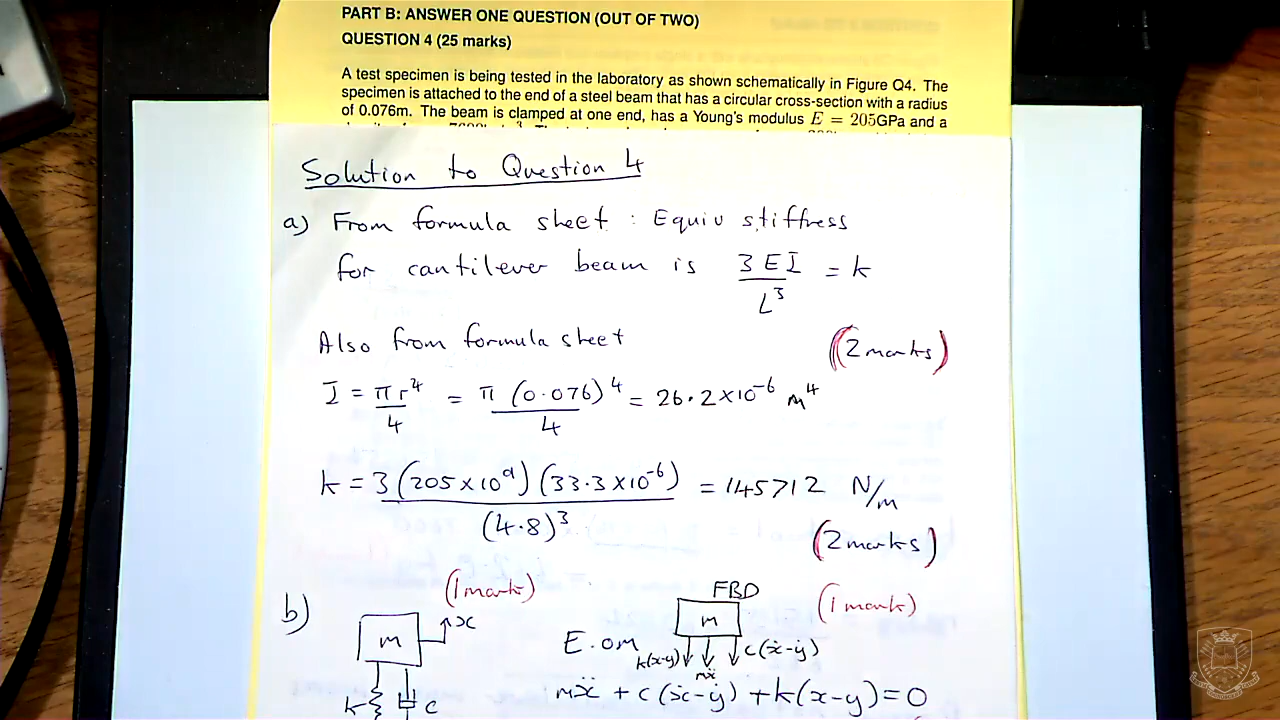 PART B: ANSWER ONE QUESTION (OUT OF TWO)
QUESTION 4 (25 marks)
A test specimen is being tested in the laboratory as shown schematically in Figure Q4. The
specimen is attached to the end of a steel beam that has a circular cross-section with a radius
of 0.076m. The beam is clamped at one end, has a Young's modulus E = 205GPa and a
Solution to Question 4
a) From formula sheet : Equiv stiffness
for cantilever beam is 3EI/L³ = k
Also from formula sheet (2 marks)
I = πr⁴/4 = π(0.076)⁴/4 = 26.2×10⁻⁶ m⁴
k = 3(205×10⁹)(33.3×10⁻⁶)/(4.8)³ = 145712 N/m
(2 marks)
b) (1 mark) FBD (1 mark)
m x m
E.om k(x-y) mẍ c(ẋ-ẏ)
k c mẍ + c(ẋ-ẏ) + k(x-y) = 0